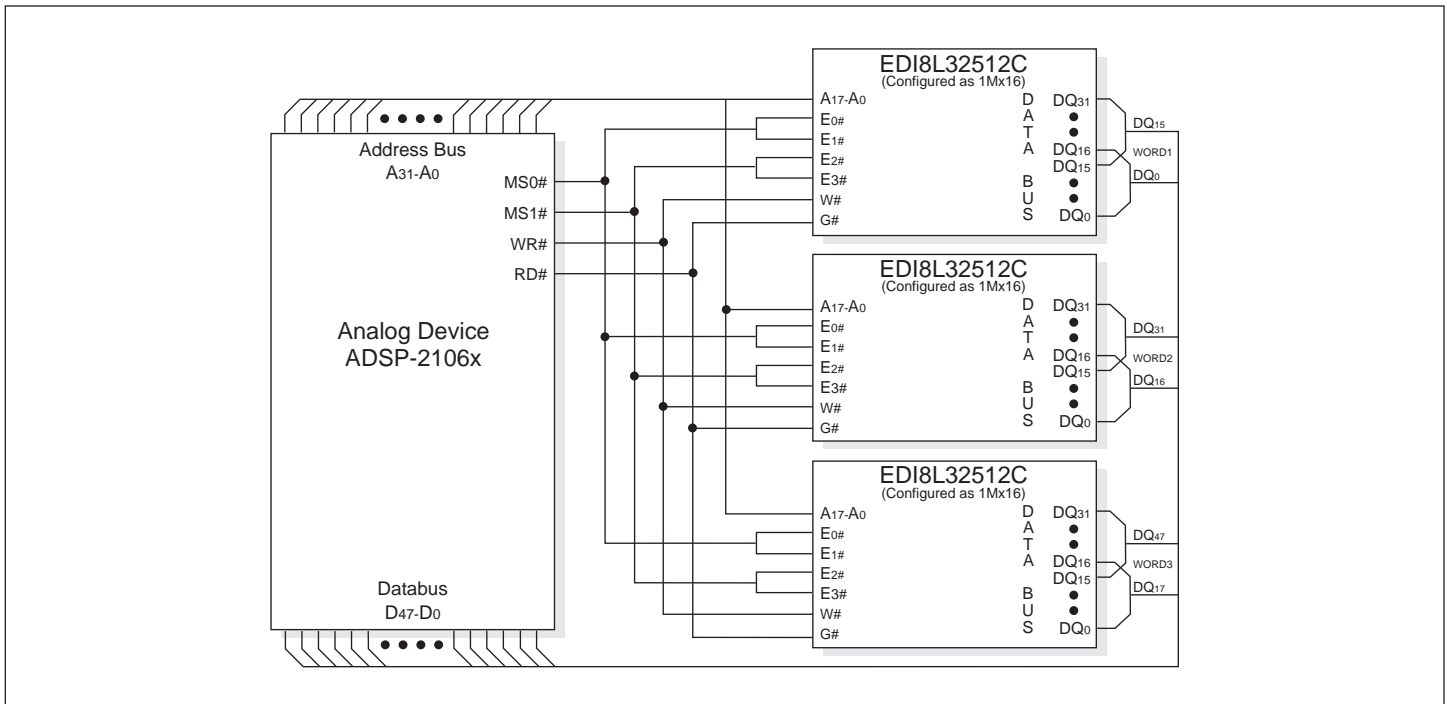 Address Bus
A31-A0
MS0#
MS1#
WR#
RD#
Analog Device
ADSP-2106x
Databus
D47-D0
EDI8L32512C
(Configured as 1Mx16)
A17-A0
E0#
E1#
E2#
E3#
W#
G#
DATA BUS
DQ31
DQ16
DQ15
DQ0
DQ15
WORD1
DQ0
EDI8L32512C
(Configured as 1Mx16)
A17-A0
E0#
E1#
E2#
E3#
W#
G#
DATA BUS
DQ31
DQ16
DQ15
DQ0
DQ31
WORD2
DQ16
EDI8L32512C
(Configured as 1Mx16)
A17-A0
E0#
E1#
E2#
E3#
W#
G#
DATA BUS
DQ31
DQ16
DQ15
DQ0
DQ47
WORD3
DQ17